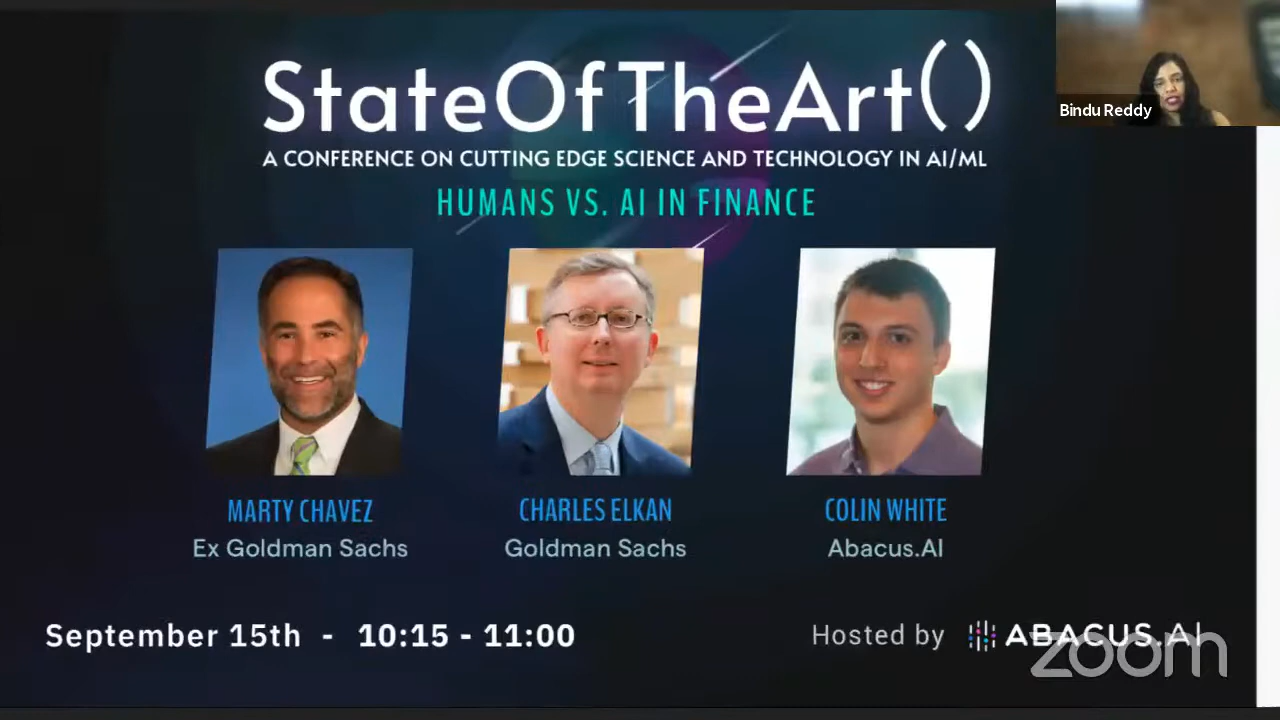 StateOfTheArt()
A CONFERENCE ON CUTTING EDGE SCIENCE AND TECHNOLOGY IN AI/ML
HUMANS VS. AI IN FINANCE
Bindu Reddy
MARTY CHAVEZ
Ex Goldman Sachs
CHARLES ELKAN
Goldman Sachs
COLIN WHITE
Abacus.AI
September 15th - 10:15 - 11:00
Hosted by ABACUS.AI
zoom